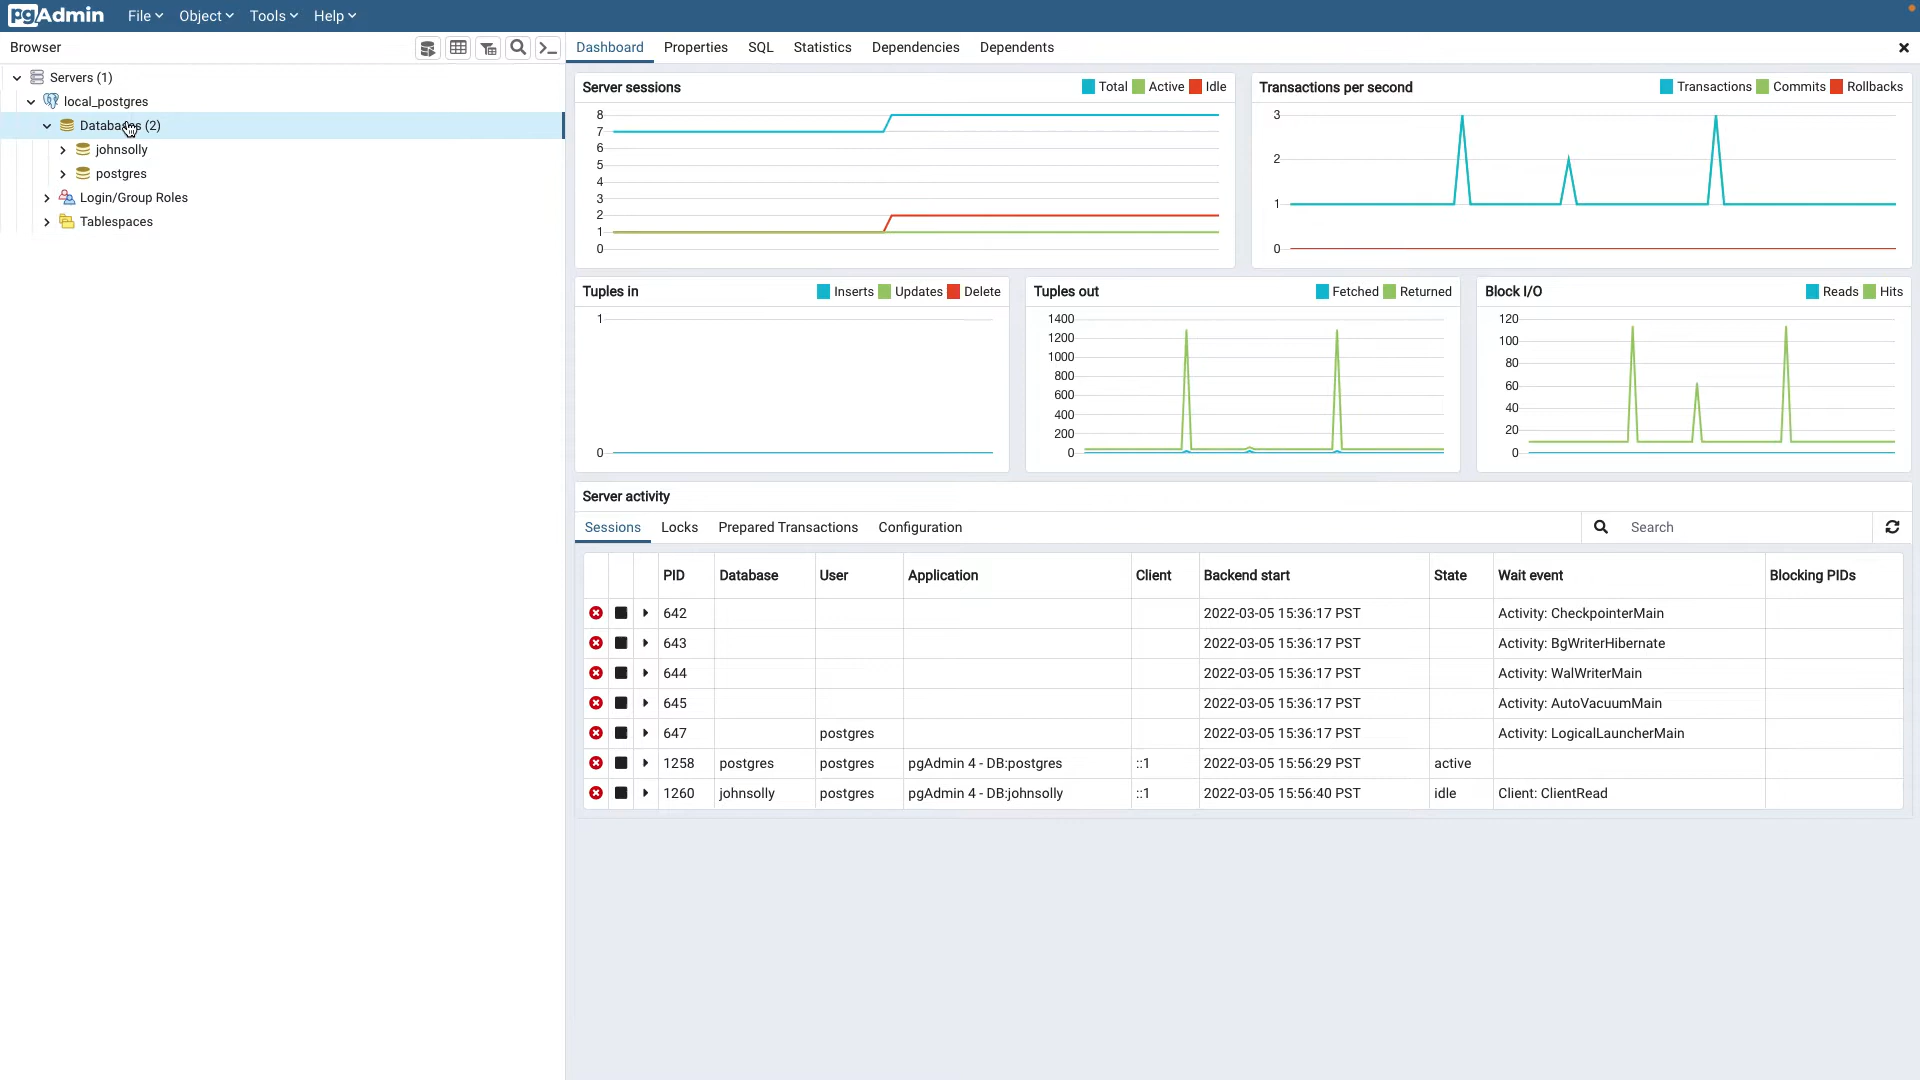 pgAdmin File Object Tools Help
Browser
Dashboard Properties SQL Statistics Dependencies Dependents
Servers (1)
local_postgres
Databases (2)
johnsolly
postgres
Login/Group Roles
Tablespaces
Server sessions Total Active Idle
8
7
6
5
4
3
2
1
0
Transactions per second Transactions Commits Rollbacks
3
2
1
0
Tuples in Inserts Updates Delete
1
0
Tuples out Fetched Returned
1400
1200
1000
800
600
400
200
0
Block I/O Reads Hits
120
100
80
60
40
20
0
Server activity
Sessions Locks Prepared Transactions Configuration Search
PID Database User Application Client Backend start State Wait event Blocking PIDs
642 2022-03-05 15:36:17 PST Activity: CheckpointerMain
643 2022-03-05 15:36:17 PST Activity: BgWriterHibernate
644 2022-03-05 15:36:17 PST Activity: WalWriterMain
645 2022-03-05 15:36:17 PST Activity: AutoVacuumMain
647 postgres 2022-03-05 15:36:17 PST Activity: LogicalLauncherMain
1258 postgres postgres pgAdmin 4 - DB:postgres ::1 2022-03-05 15:56:29 PST active
1260 johnsolly postgres pgAdmin 4 - DB:johnsolly ::1 2022-03-05 15:56:40 PST idle Client: ClientRead